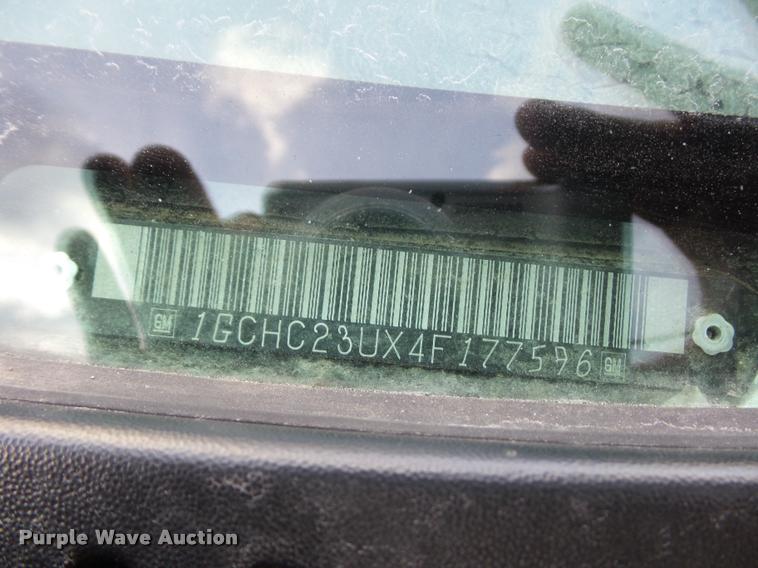 GM 1GCHC23UX4F177596 GM
Purple Wave Auction